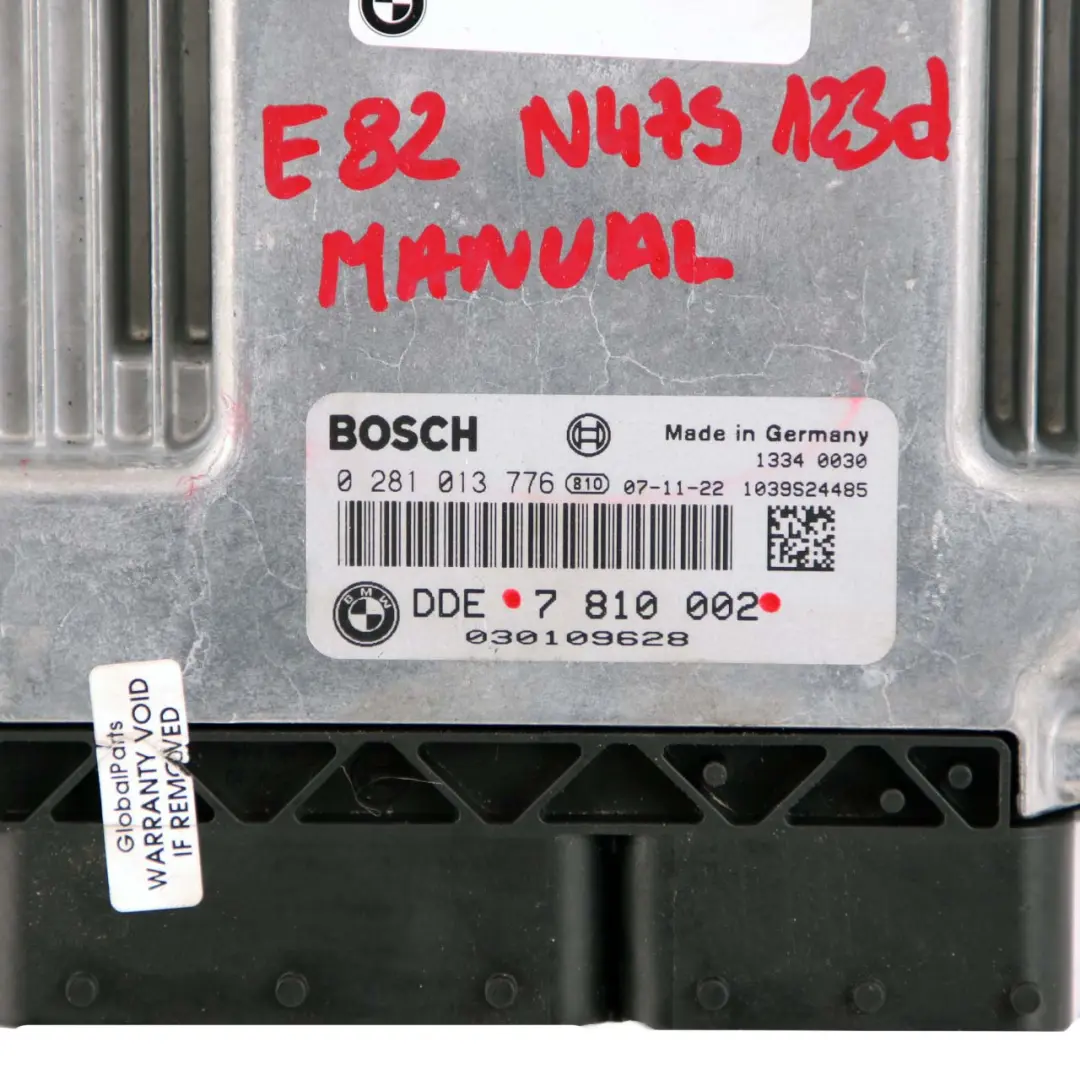 E82 N47S 123d
MANUAL
BOSCH
Made in Germany
1334 0030
0 281 013 776 810 07-11-22 1039S24485
BMW
DDE 7 810 002
030109628
GlobalParts
WARRANTY VOID
IF REMOVED